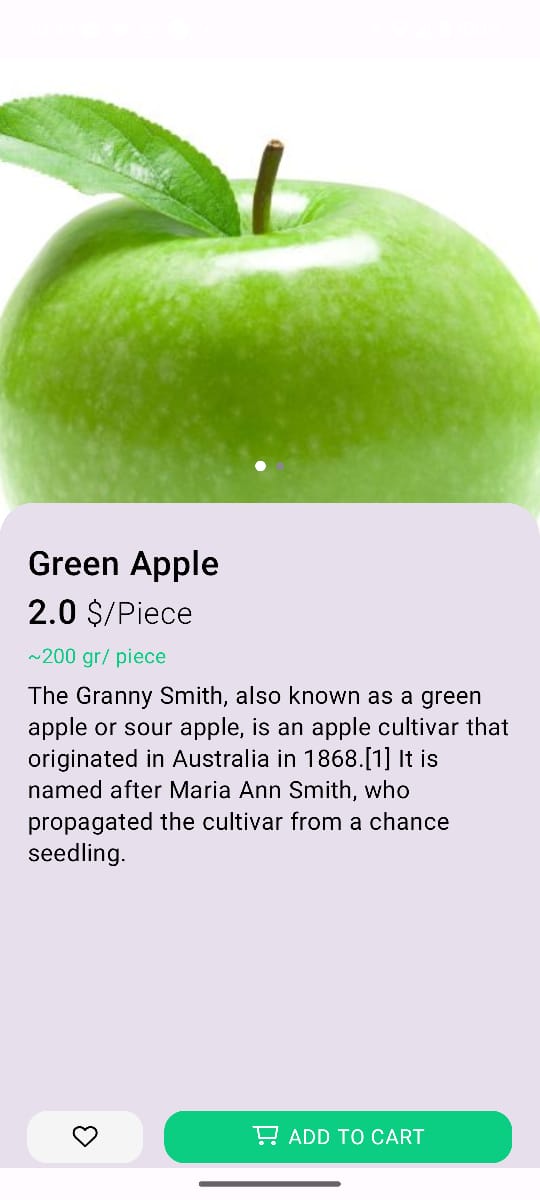 Green Apple
2.0 $/Piece
~200 gr/ piece
The Granny Smith, also known as a green
apple or sour apple, is an apple cultivar that
originated in Australia in 1868.[1] It is
named after Maria Ann Smith, who
propagated the cultivar from a chance
seedling.
ADD TO CART